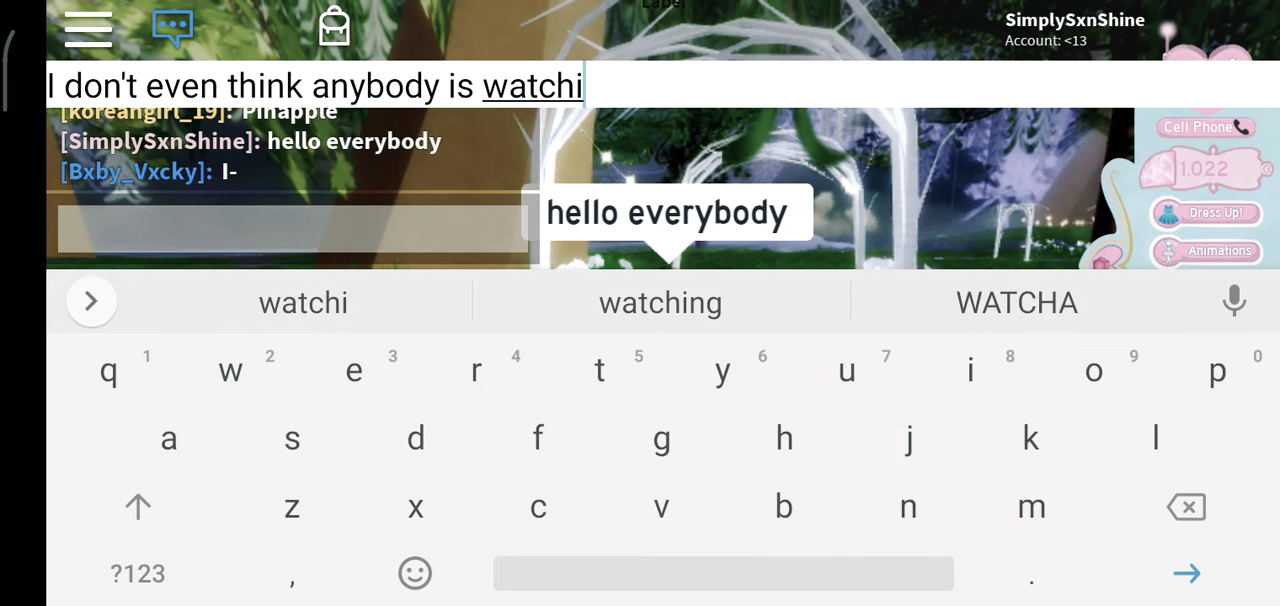 Label
SimplySxnShine
Account: <13
I don't even think anybody is watchi
[koreangirl_19]: Pinapple
[SimplySxnShine]: hello everybody
[Bxby_Vxcky]: I-
hello everybody
Cell Phone📞
1,022
Dress Up!
Animations
watchi watching WATCHA
q 1 w 2 e 3 r 4 t 5 y 6 u 7 i 8 o 9 p 0
a s d f g h j k l
z x c v b n m
?123 , .